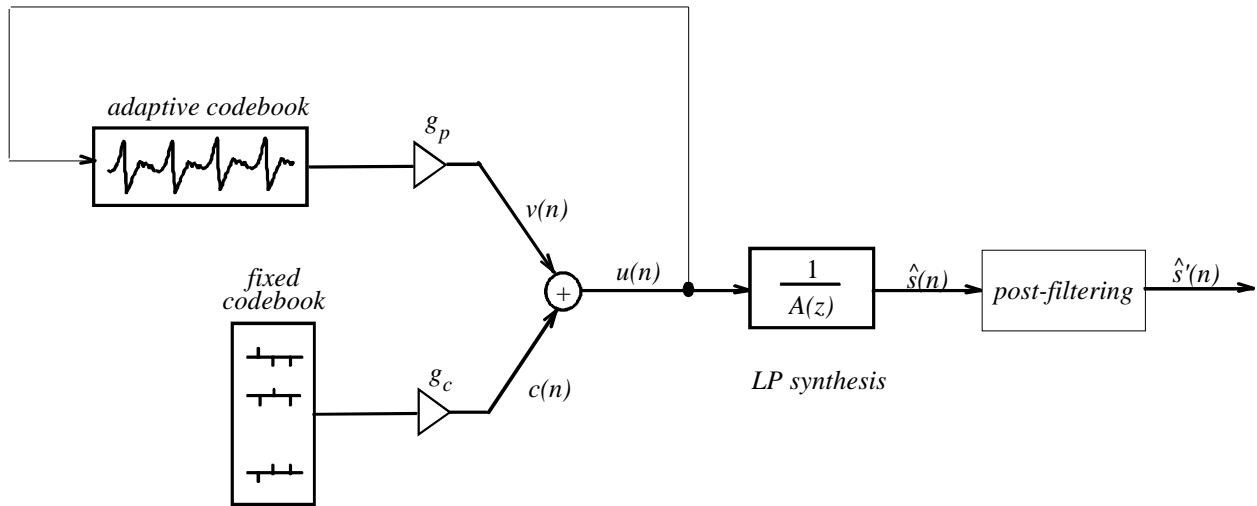 adaptive codebook
g_p
v(n)
fixed
codebook
g_c
c(n)
+
u(n)
1
A(z)
LP synthesis
ŝ(n)
post-filtering
ŝ'(n)